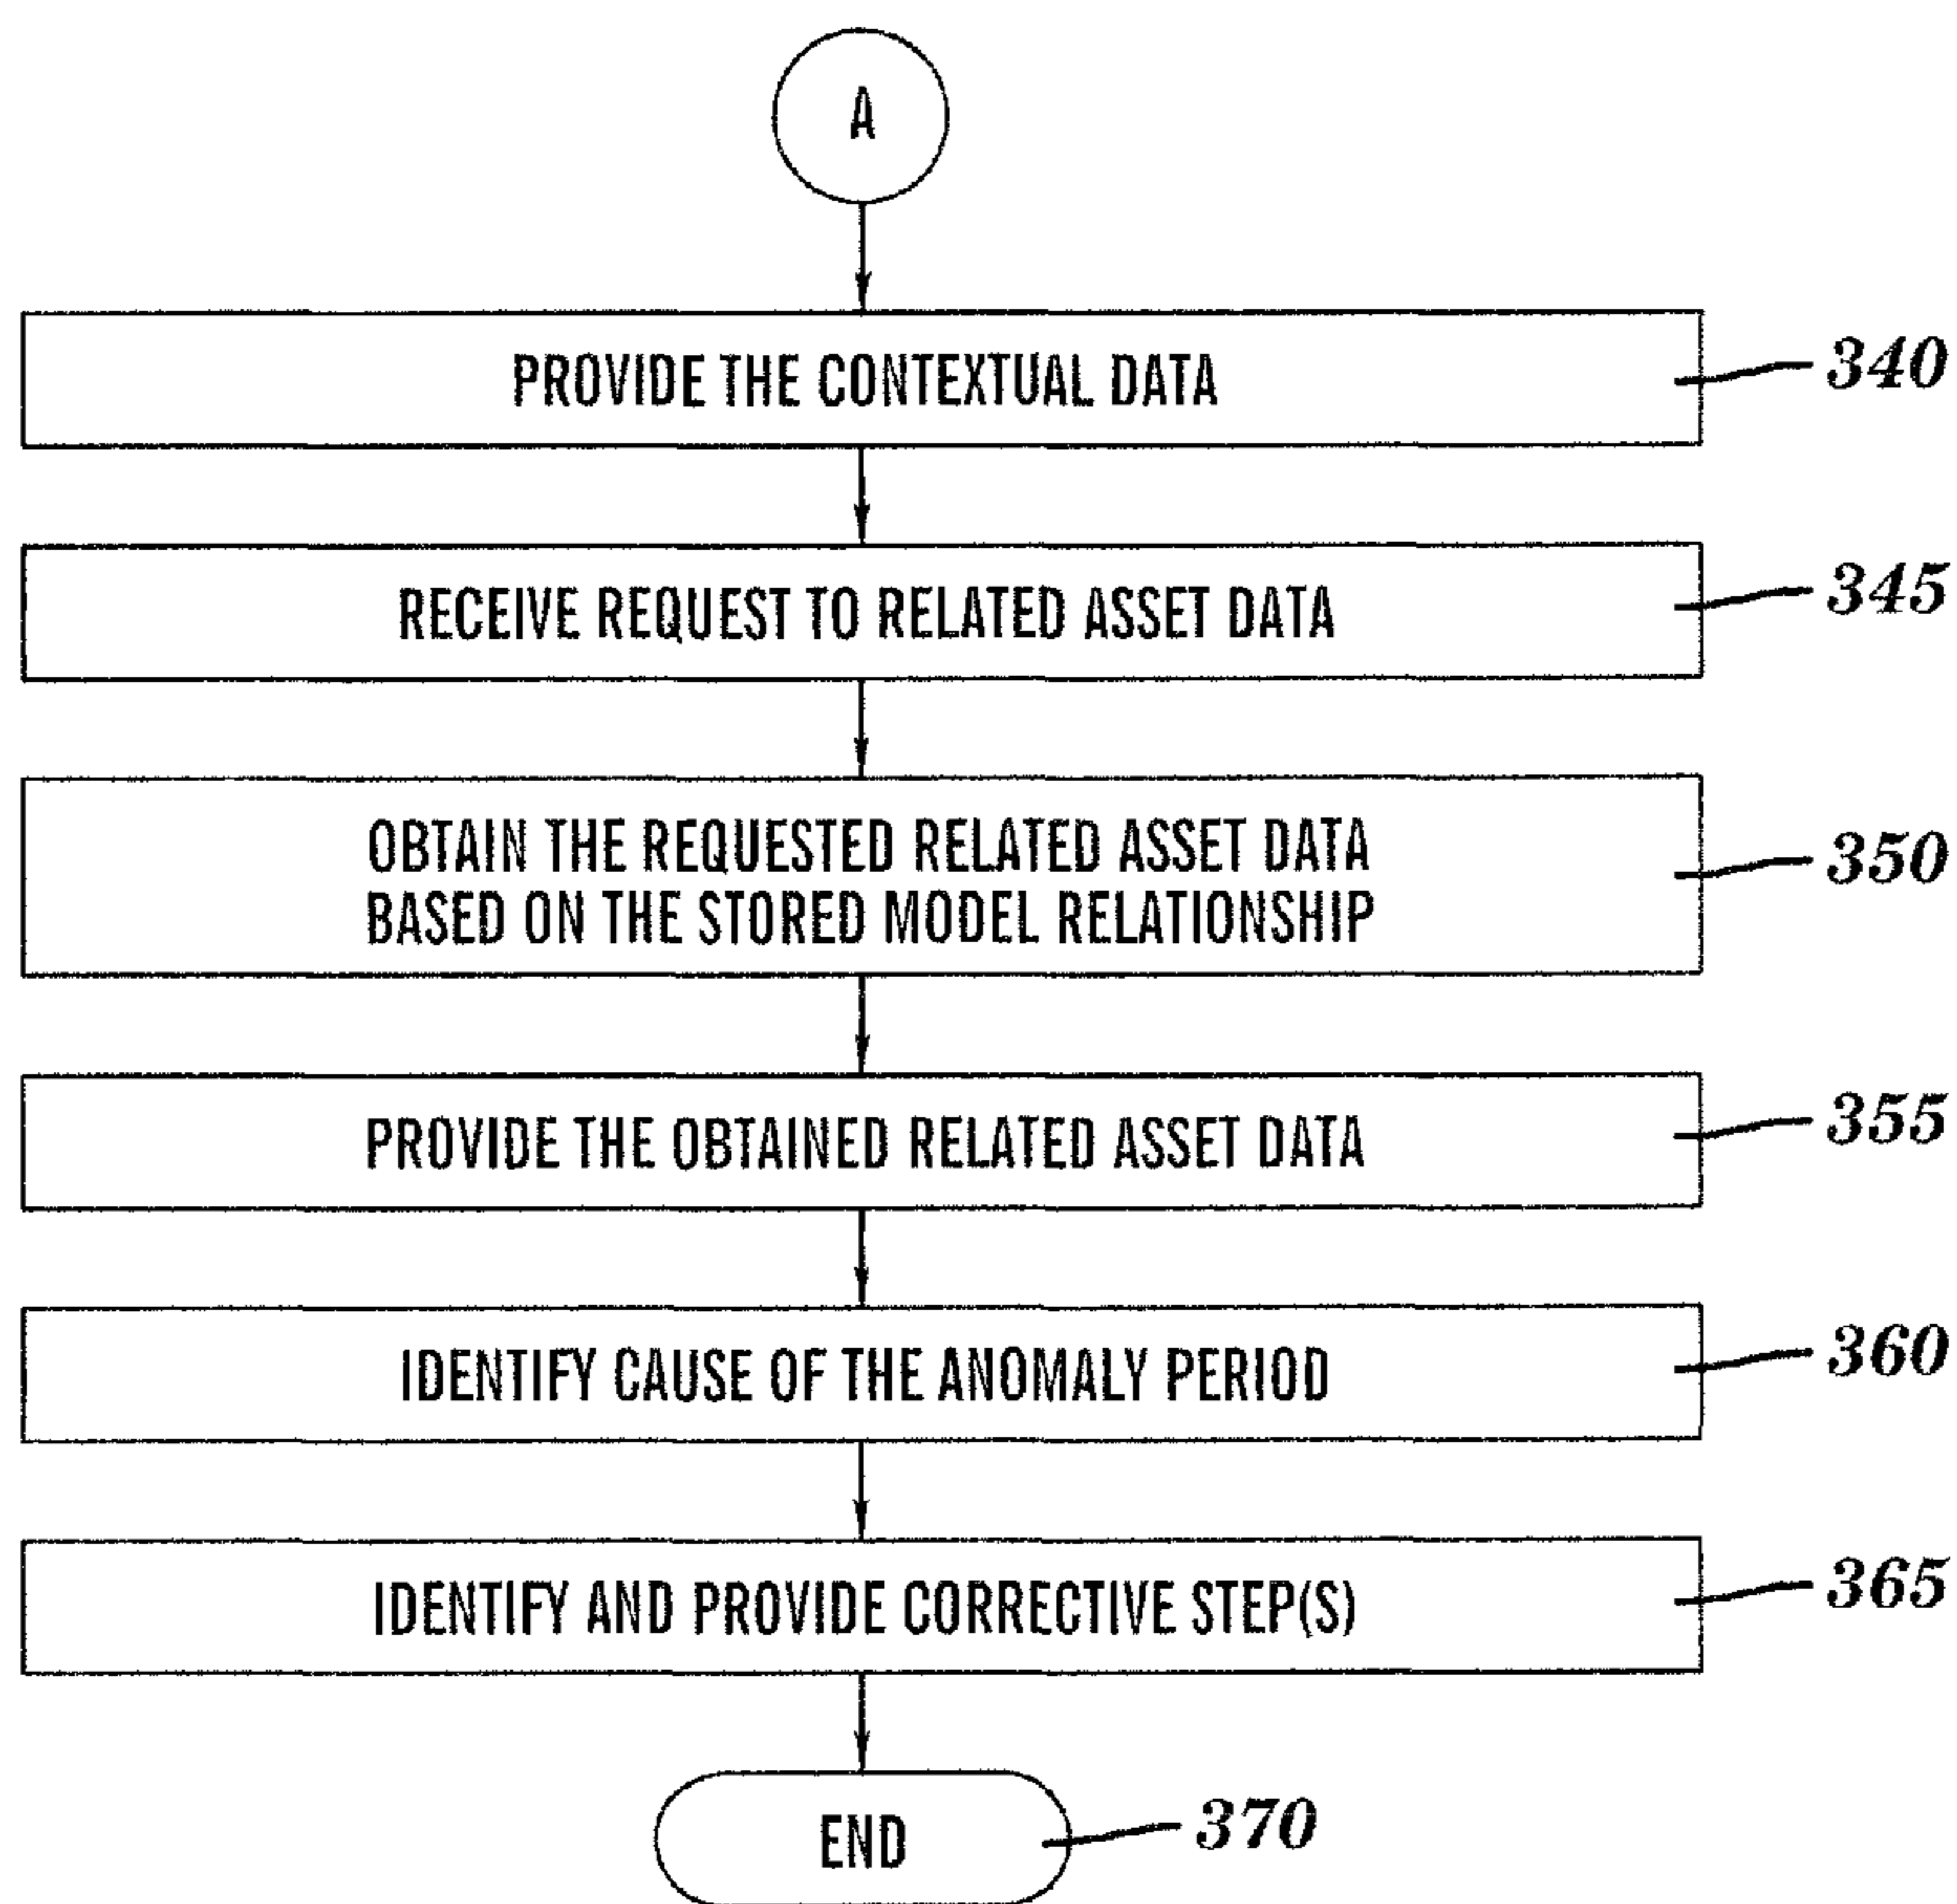 A
PROVIDE THE CONTEXTUAL DATA
340
RECEIVE REQUEST TO RELATED ASSET DATA
345
OBTAIN THE REQUESTED RELATED ASSET DATA
BASED ON THE STORED MODEL RELATIONSHIP
350
PROVIDE THE OBTAINED RELATED ASSET DATA
355
IDENTIFY CAUSE OF THE ANOMALY PERIOD
360
IDENTIFY AND PROVIDE CORRECTIVE STEP(S)
365
END
370